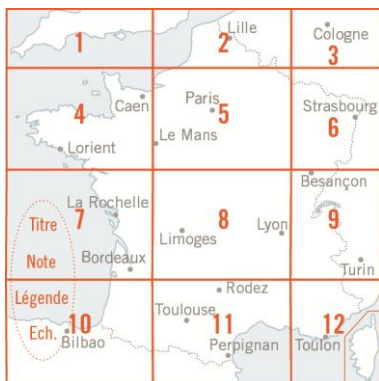 Lille
Cologne
1
2
3
Caen
Paris
Strasbourg
4
5
6
Le Mans
Lorient
Besançon
La Rochelle
7
8
9
Titre
Limoges
Lyon
Note
Bordeaux
Turin
Légende
Rodez
Toulouse
10
11
12
Ech.
Bilbao
Perpignan
Toulon